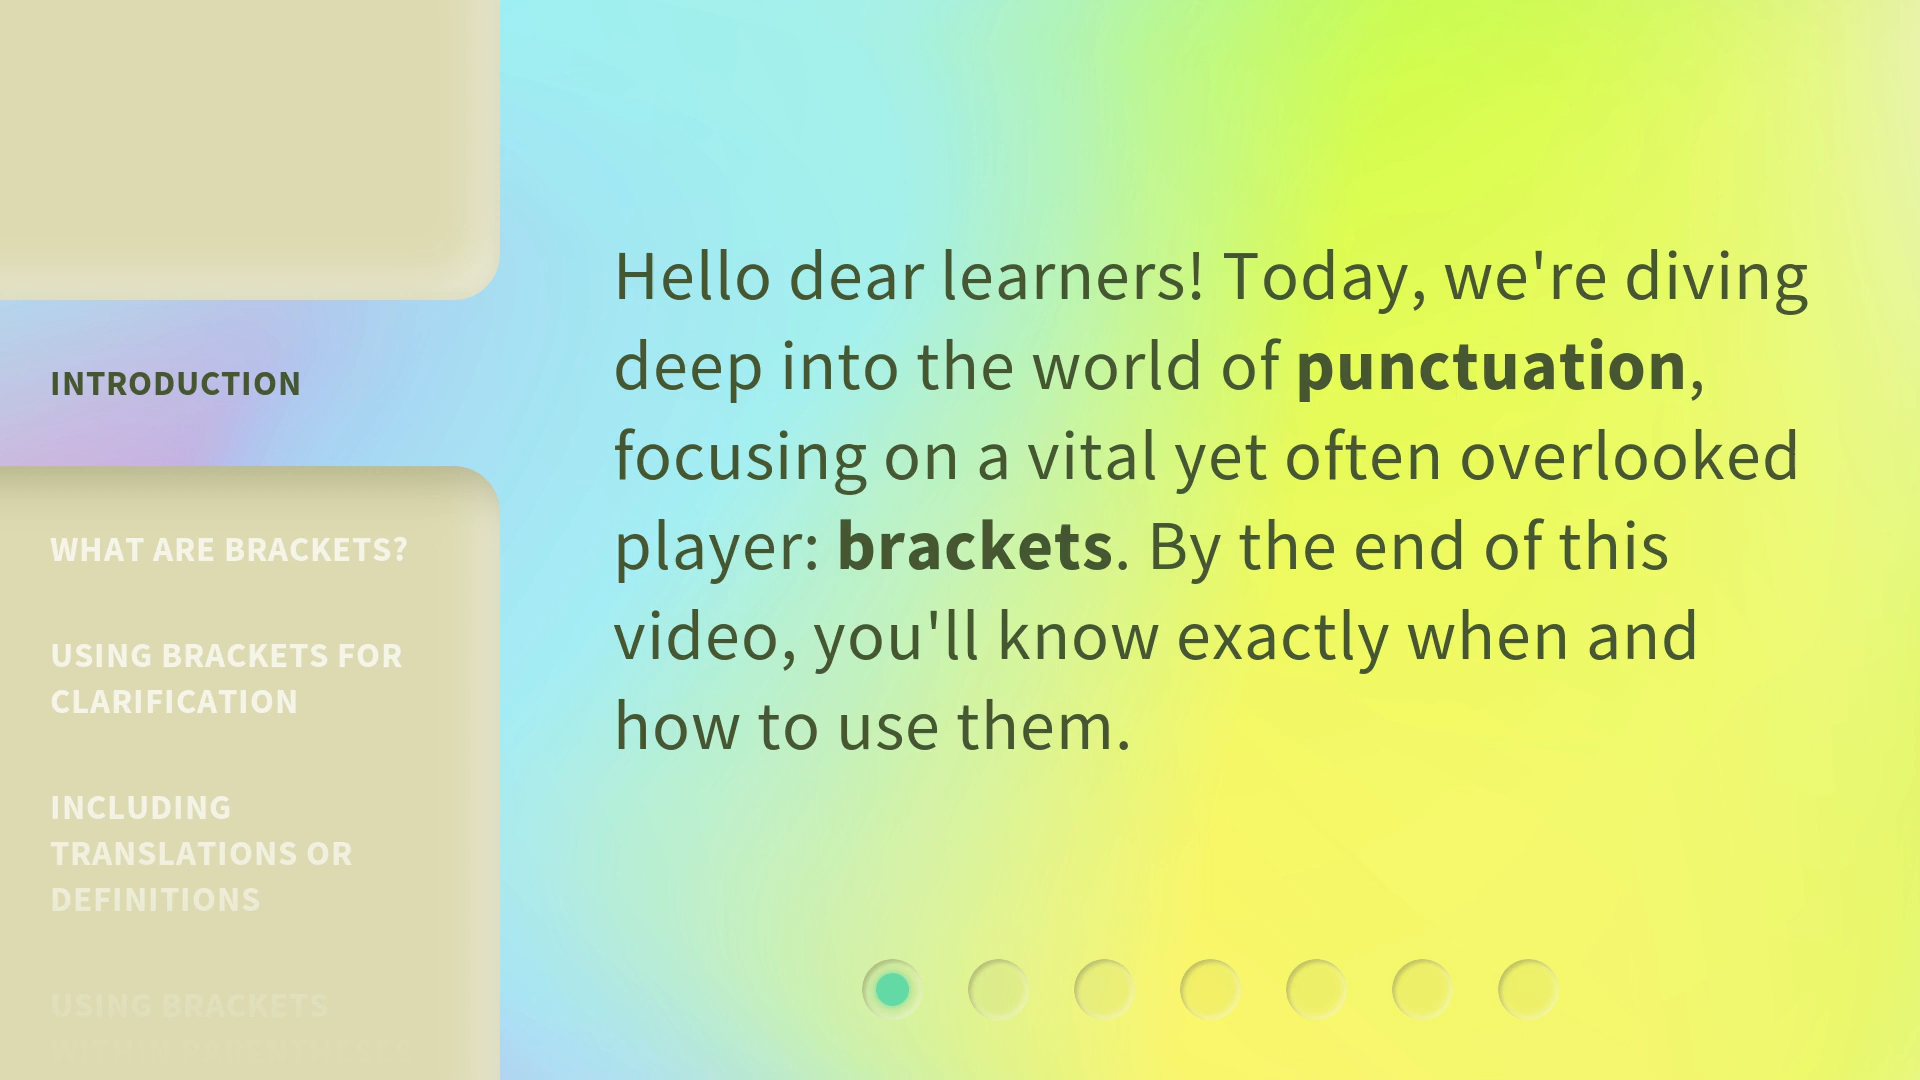 INTRODUCTION
WHAT ARE BRACKETS?
USING BRACKETS FOR
CLARIFICATION
INCLUDING
TRANSLATIONS OR
DEFINITIONS
USING BRACKETS
WITHIN PARENTHESES
Hello dear learners! Today, we're diving
deep into the world of punctuation,
focusing on a vital yet often overlooked
player: brackets. By the end of this
video, you'll know exactly when and
how to use them.